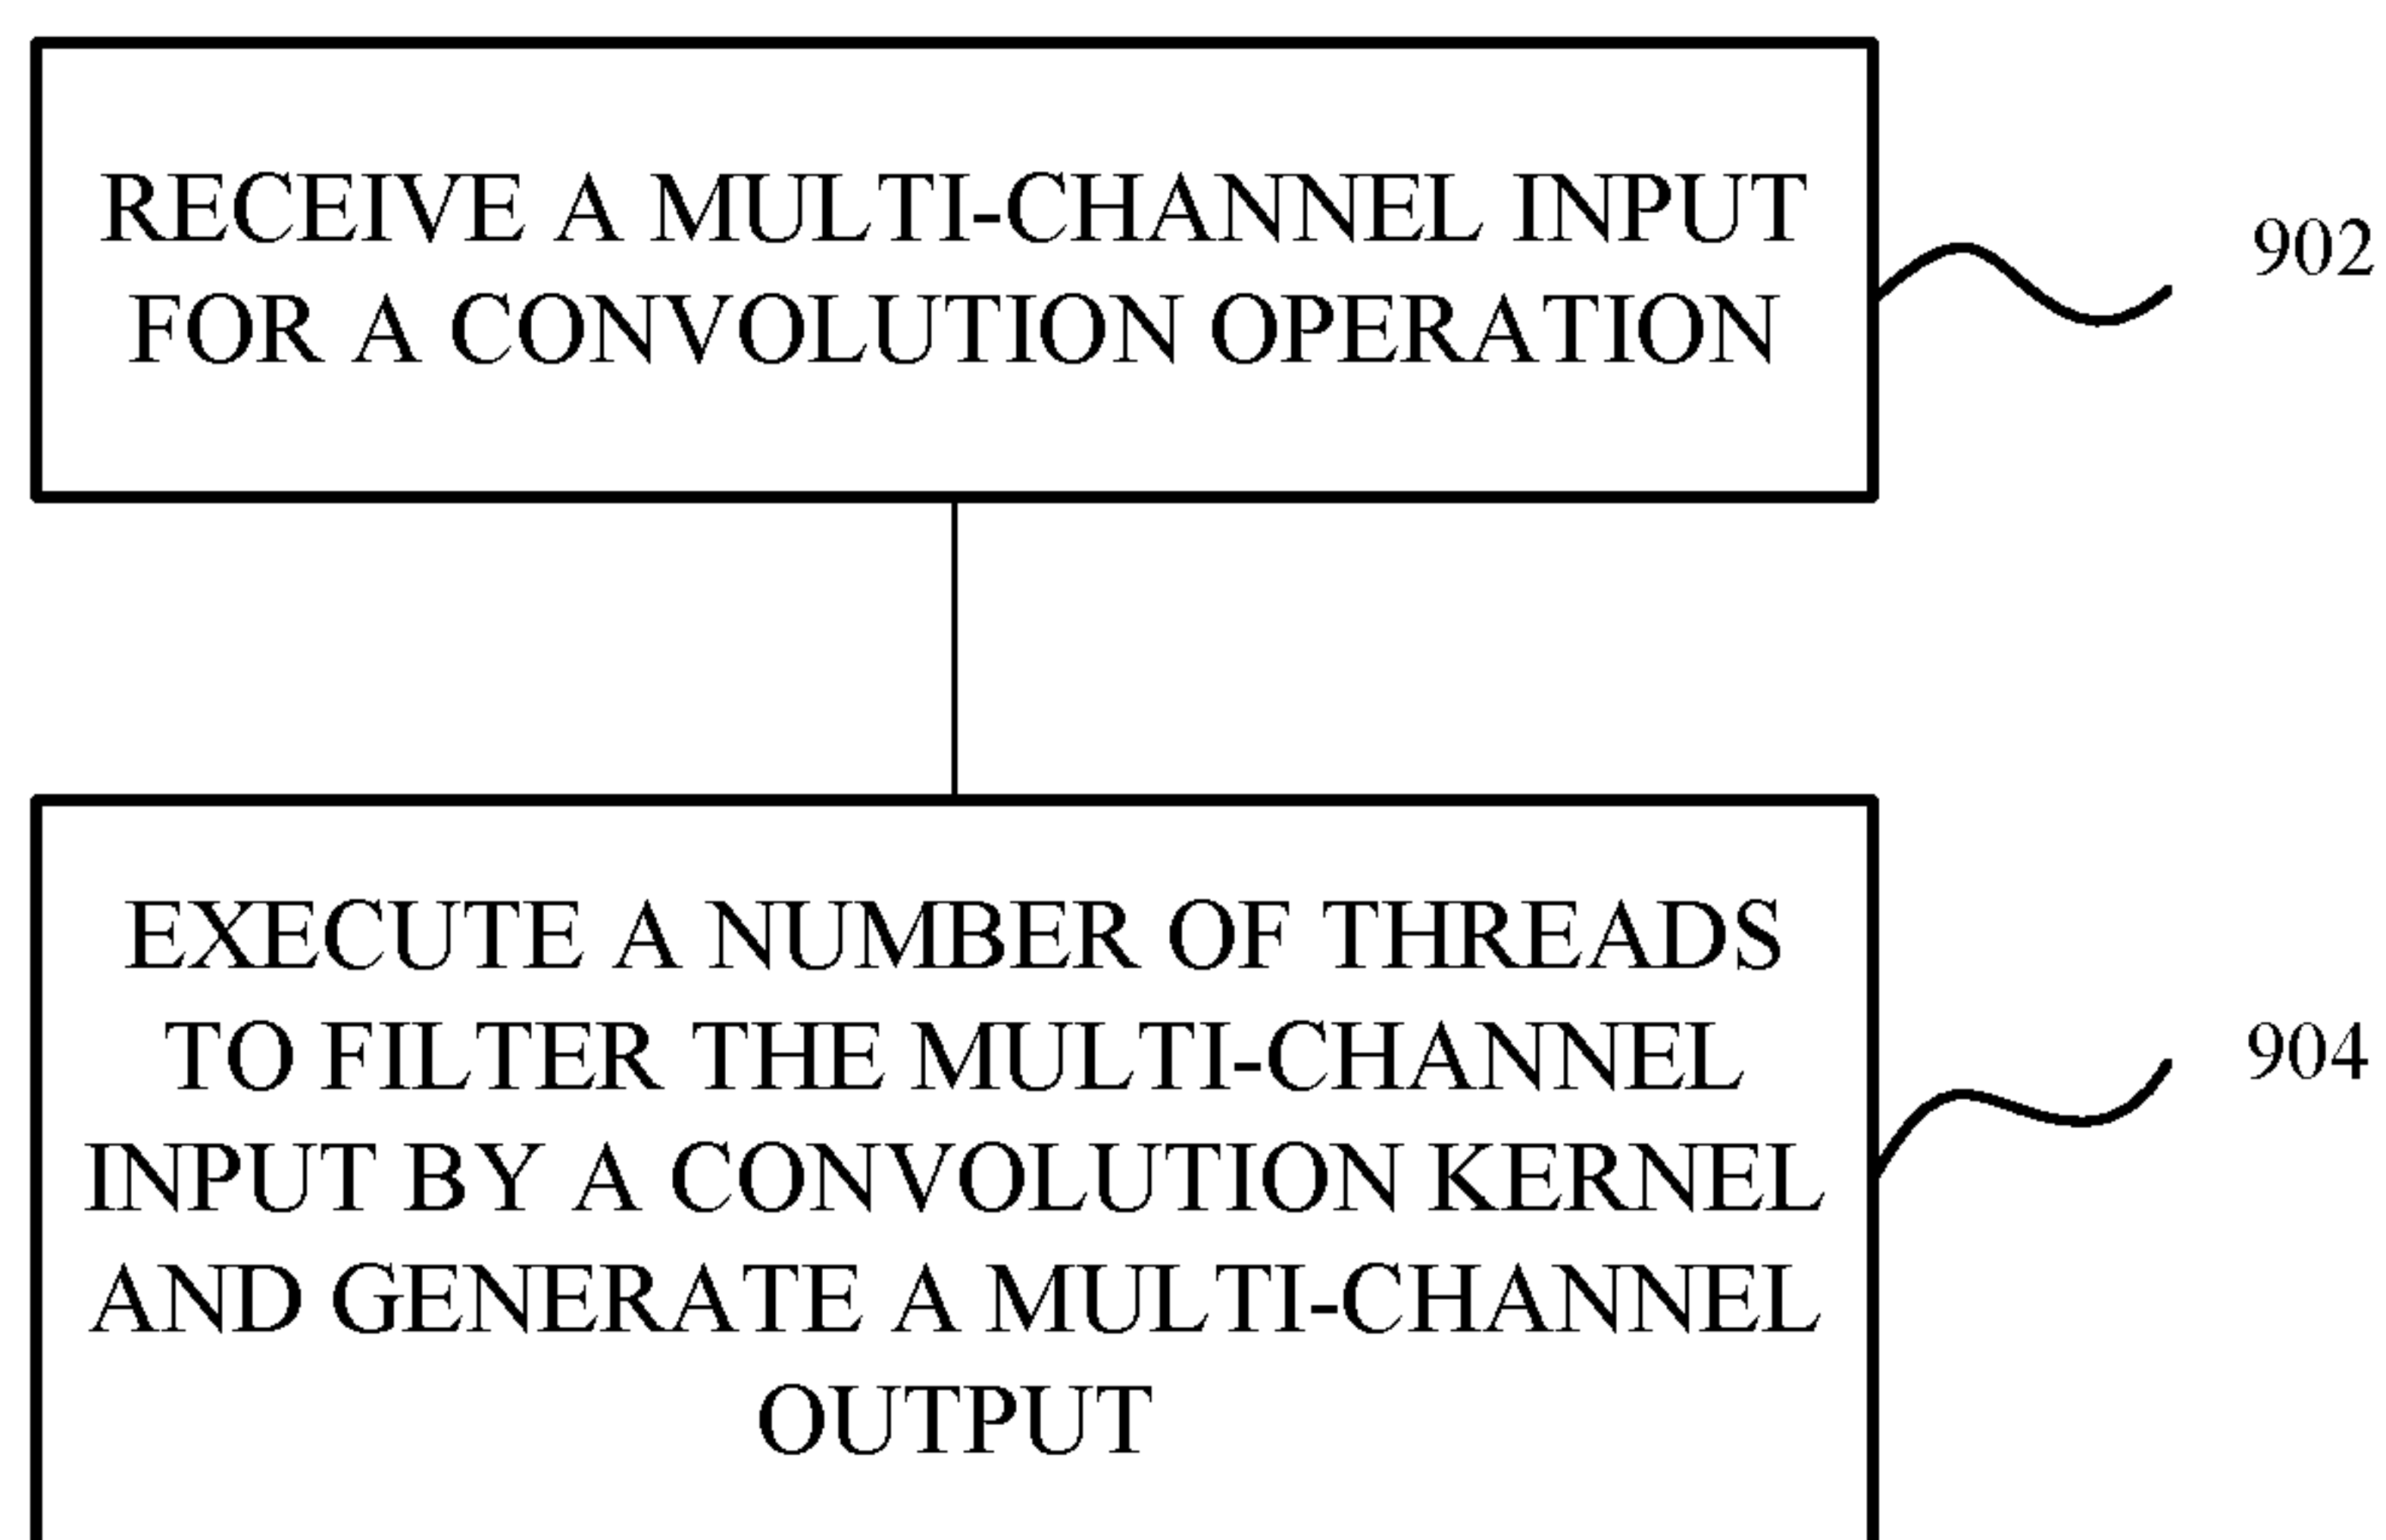 RECEIVE A MULTI-CHANNEL INPUT
FOR A CONVOLUTION OPERATION
902
EXECUTE A NUMBER OF THREADS
TO FILTER THE MULTI-CHANNEL
INPUT BY A CONVOLUTION KERNEL
AND GENERATE A MULTI-CHANNEL
OUTPUT
904